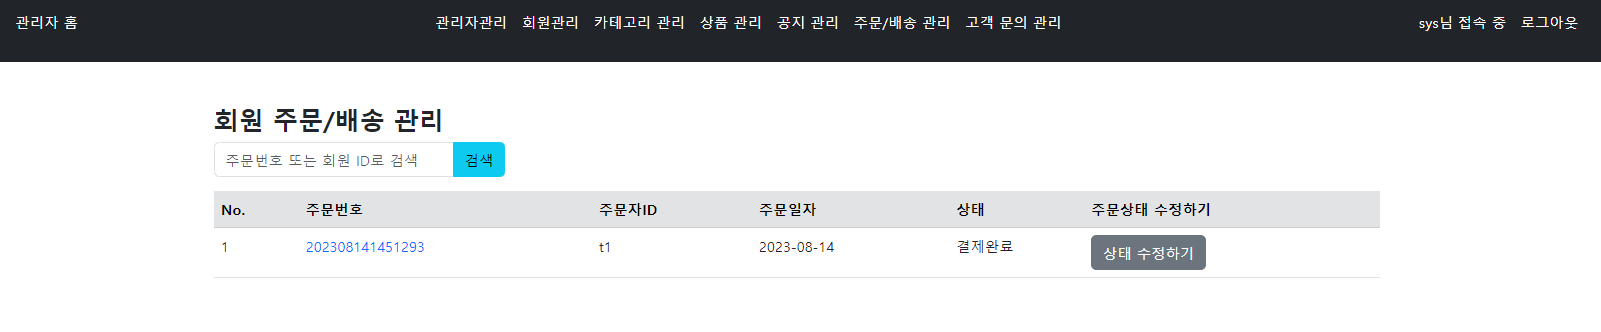 관리자 홈 관리자관리 회원관리 카테고리 관리 상품 관리 공지 관리 주문/배송 관리 고객 문의 관리 sys님 접속 중 로그아웃
회원 주문/배송 관리
주문번호 또는 회원 ID로 검색 검색
No. 주문번호 주문자ID 주문일자 상태 주문상태 수정하기
1 202308141451293 t1 2023-08-14 결제완료 상태 수정하기